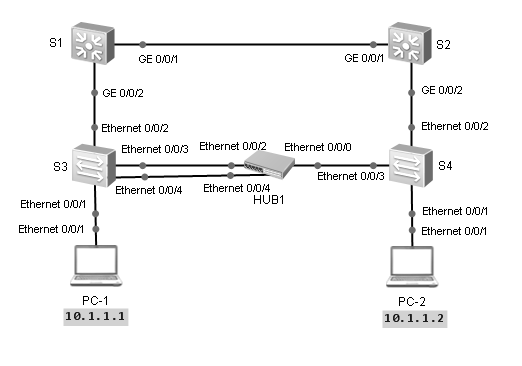 S1
S2
GE 0/0/1
GE 0/0/1
GE 0/0/2
GE 0/0/2
Ethernet 0/0/2
Ethernet 0/0/2
Ethernet 0/0/3
Ethernet 0/0/2
Ethernet 0/0/0
S3
S4
Ethernet 0/0/4
Ethernet 0/0/4
Ethernet 0/0/3
HUB1
Ethernet 0/0/1
Ethernet 0/0/1
Ethernet 0/0/1
Ethernet 0/0/1
PC-1
PC-2
10.1.1.1
10.1.1.2